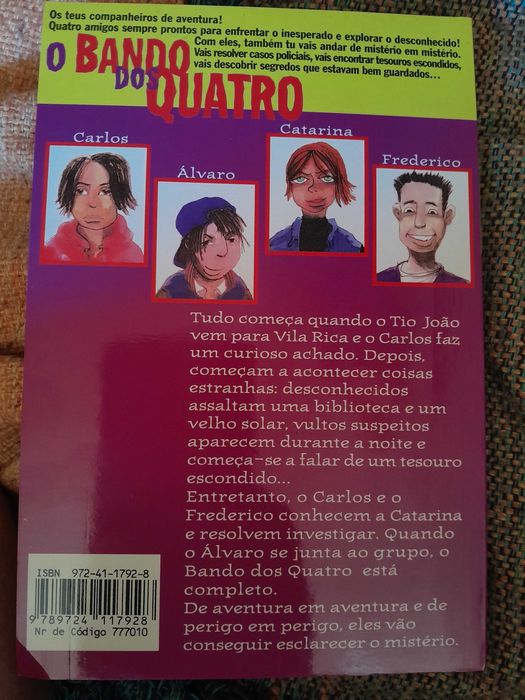 Os teus companheiros de aventura!
Quatro amigos sempre prontos para enfrentar o inesperado e explorar o desconhecido!
Com eles, também tu vais andar de mistério em mistério.
Vais resolver casos policiais, vais encontrar tesouros escondidos,
vais descobrir segredos que estavam bem guardados...
O BANDO
DOS
QUATRO
Carlos
Álvaro
Catarina
Frederico
Tudo começa quando o Tio João
vem para Vila Rica e o Carlos faz
um curioso achado. Depois,
começam a acontecer coisas
estranhas: desconhecidos
assaltam uma biblioteca e um
velho solar, vultos suspeitos
aparecem durante a noite e
começa-se a falar de um tesouro
escondido...
Entretanto, o Carlos e o
Frederico conhecem a Catarina
e resolvem investigar. Quando
o Álvaro se junta ao grupo, o
Bando dos Quatro está
completo.
De aventura em aventura e de
perigo em perigo, eles vão
conseguir esclarecer o mistério.
ISBN 972-41-1792-8
9 789724 117928
Nr de Código 777010